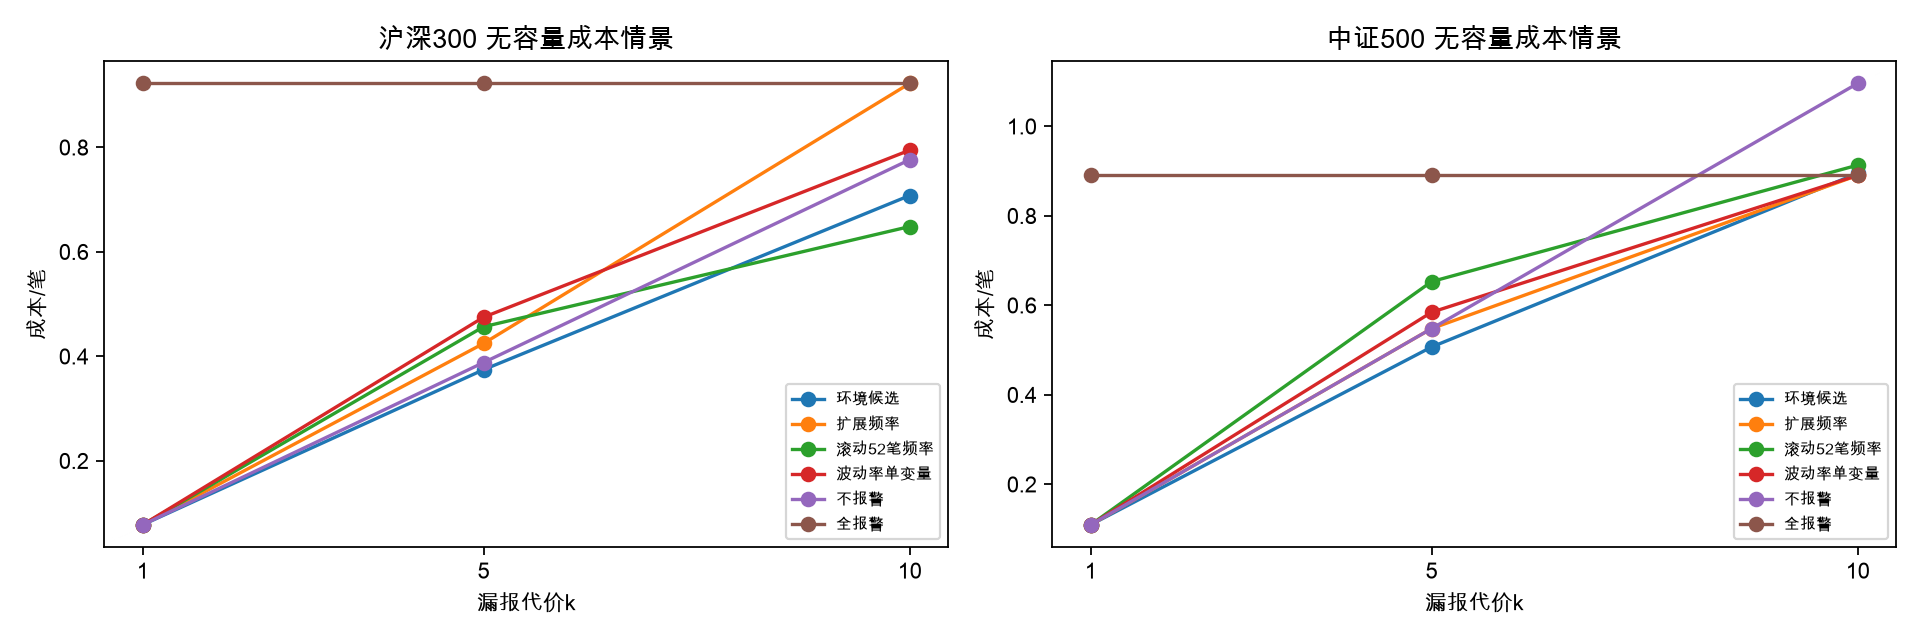 沪深300 无容量成本情景
成本/笔
0.8
0.6
0.4
0.2
1
5
10
漏报代价k
环境候选
扩展频率
滚动52笔频率
波动率单变量
不报警
全报警
中证500 无容量成本情景
成本/笔
1.0
0.8
0.6
0.4
0.2
1
5
10
漏报代价k
环境候选
扩展频率
滚动52笔频率
波动率单变量
不报警
全报警